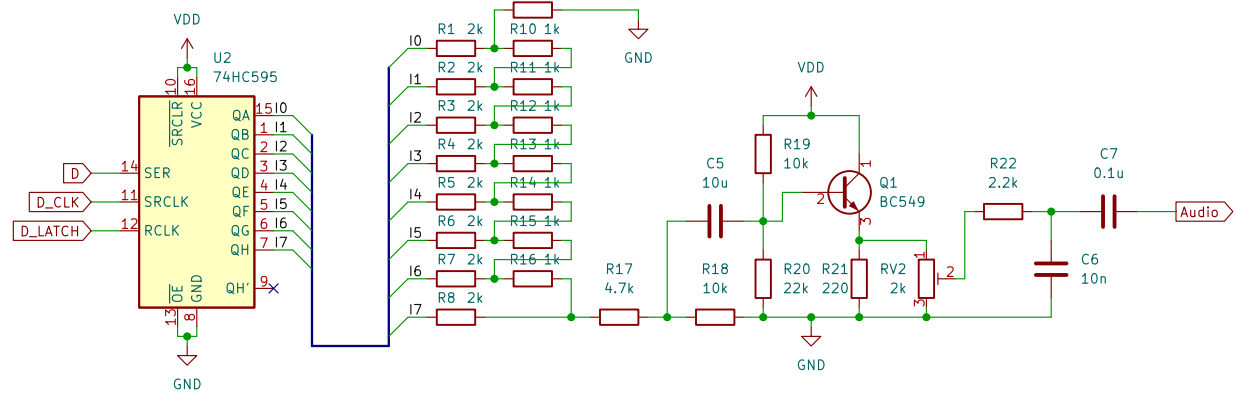 VDD
U2
74HC595
10
16
SRCLR
VCC
QA 15 I0
QB 1 I1
QC 2 I2
QD 3 I3
QE 4 I4
QF 5 I5
QG 6 I6
QH 7 I7
QH' 9
D 14 SER
D_CLK 11 SRCLK
D_LATCH 12 RCLK
OE
GND
13
8
GND
I0 R1 2k R10 1k
GND
I1 R2 2k R11 1k
I2 R3 2k R12 1k
I3 R4 2k R13 1k
I4 R5 2k R14 1k
I5 R6 2k R15 1k
I6 R7 2k R16 1k
I7 R8 2k
R17
4.7k
C5
10u
R18
10k
VDD
R19
10k
1
2
3
Q1
BC549
R20
22k
R21
220
RV2
2k
1
2
3
GND
R22
2.2k
C7
0.1u
C6
10n
Audio